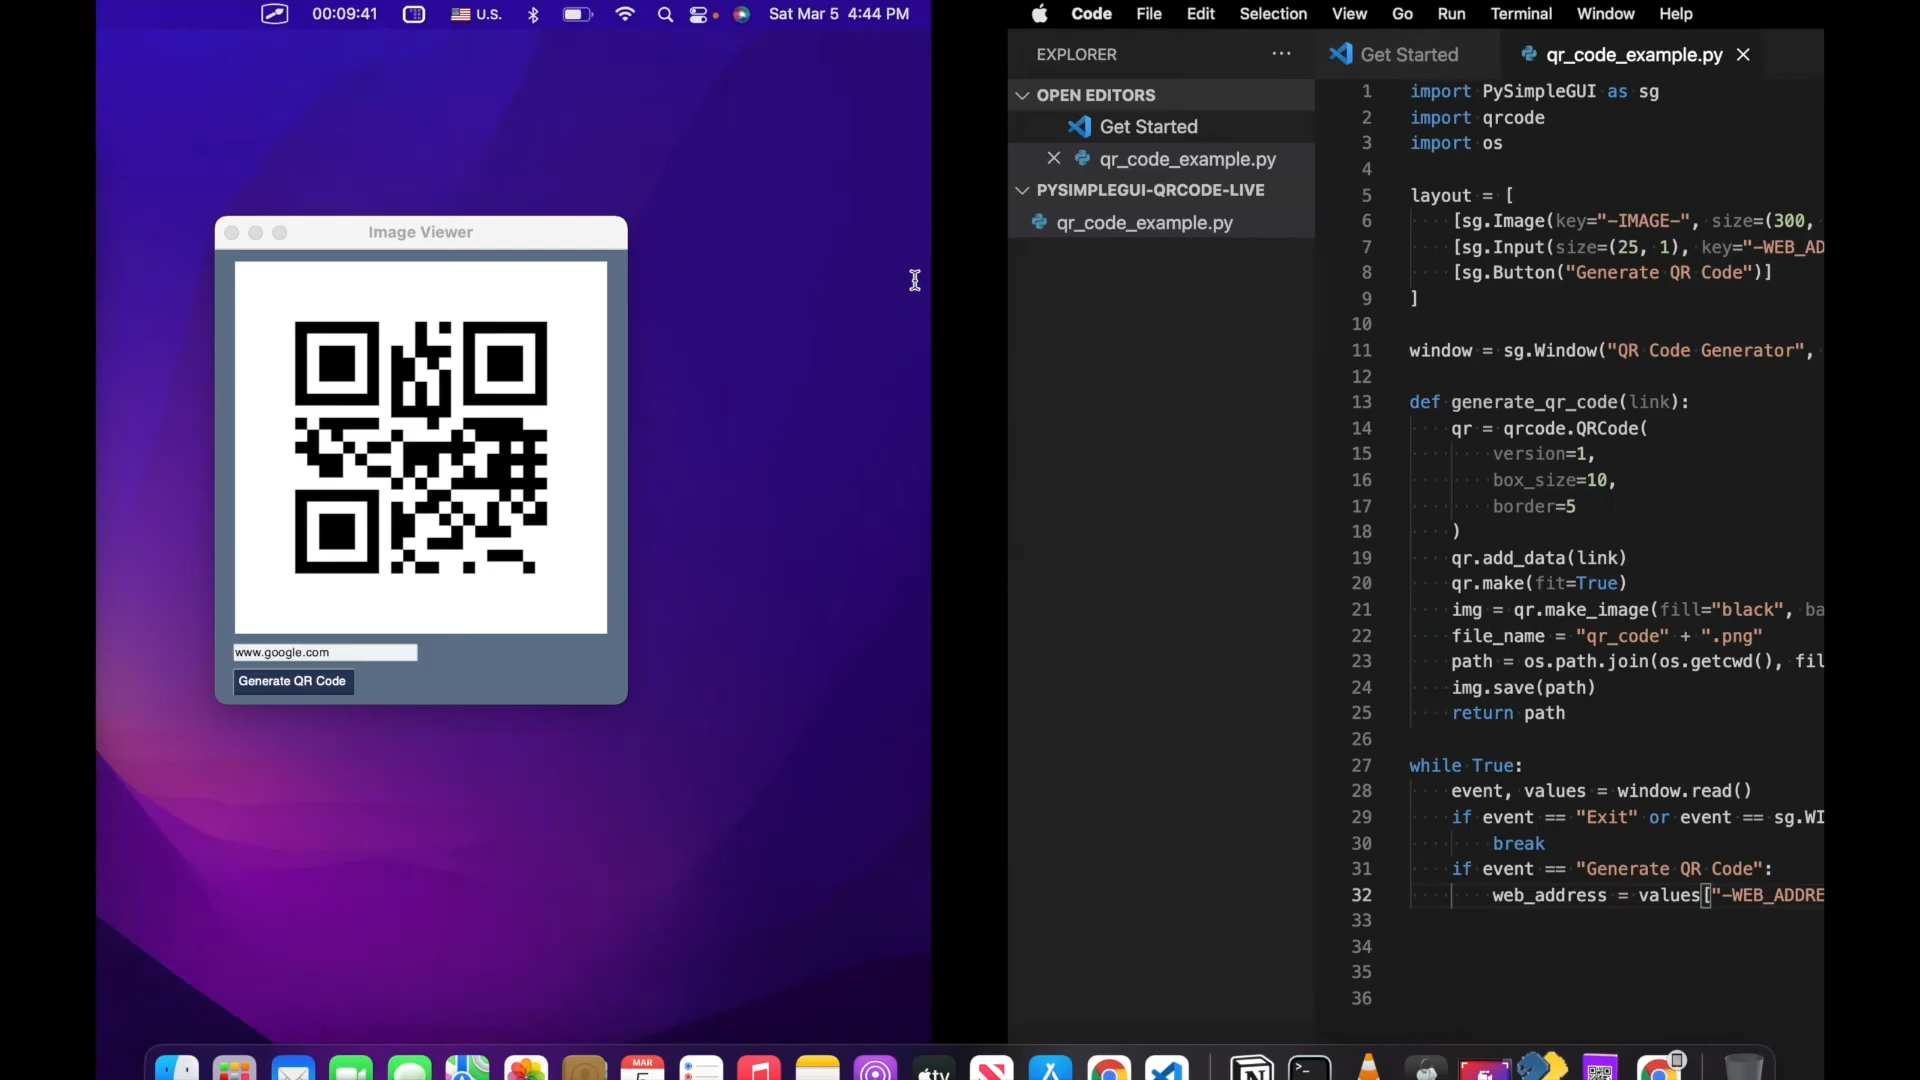 00:09:41
U.S.
Sat Mar 5 4:44 PM
Image Viewer
www.google.com
Generate QR Code
Code File Edit Selection View Go Run Terminal Window Help
EXPLORER
Get Started
qr_code_example.py
OPEN EDITORS
Get Started
qr_code_example.py
PYSIMPLEGUI-QRCODE-LIVE
qr_code_example.py
1 import PySimpleGUI as sg
2 import qrcode
3 import os
4
5 layout = [
6 [sg.Image(key="-IMAGE-", size=(300,
7 [sg.Input(size=(25, 1), key="-WEB_AD
8 [sg.Button("Generate QR Code")]
9 ]
10
11 window = sg.Window("QR Code Generator",
12
13 def generate_qr_code(link):
14 qr = qrcode.QRCode(
15 version=1,
16 box_size=10,
17 border=5
18 )
19 qr.add_data(link)
20 qr.make(fit=True)
21 img = qr.make_image(fill="black", ba
22 file_name = "qr_code" + ".png"
23 path = os.path.join(os.getcwd(), fil
24 img.save(path)
25 return path
26
27 while True:
28 event, values = window.read()
29 if event == "Exit" or event == sg.WI
30 break
31 if event == "Generate QR Code":
32 web_address = values["-WEB_ADDRE
33
34
35
36
MAR
tv